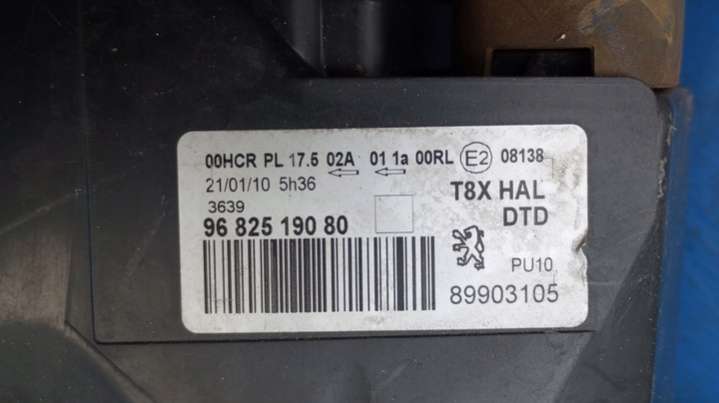 00HCR PL 17.5 02A 01 1a 00RL E2 08138
21/01/10 5h36
T8X HAL
3639
DTD
96 825 190 80
PU10
89903105